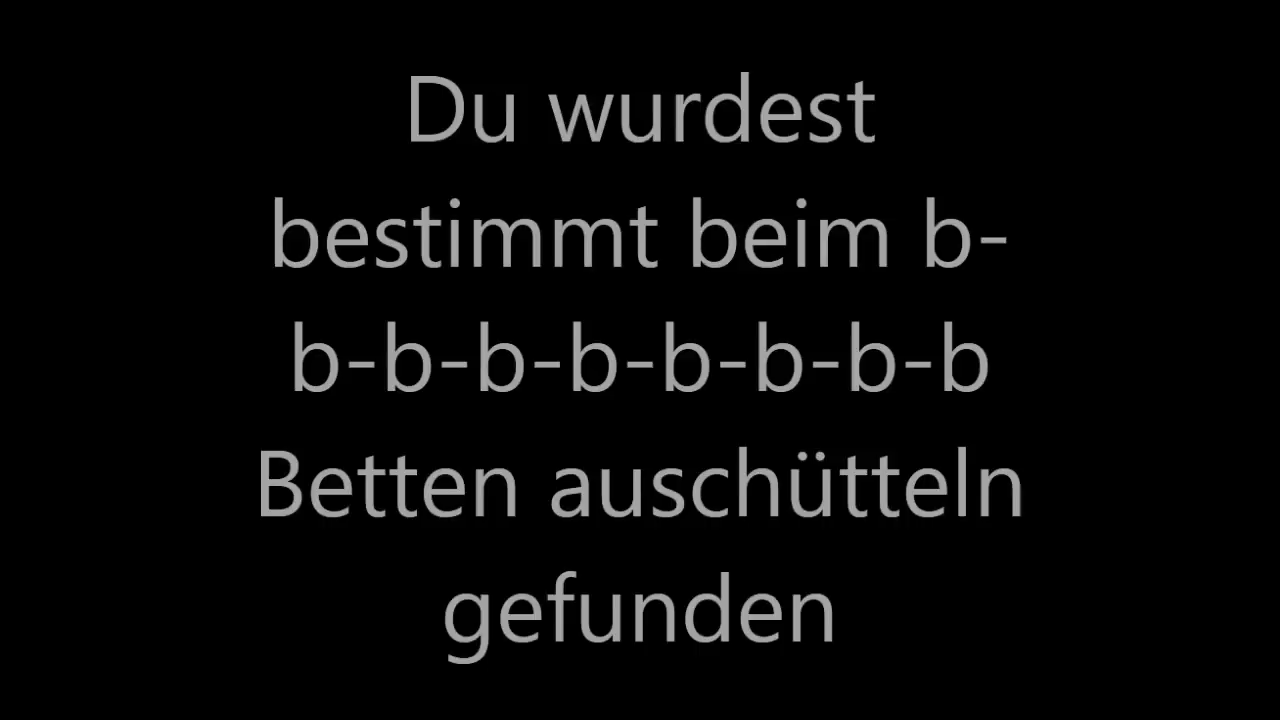 Du wurdest
bestimmt beim b-
b-b-b-b-b-b-b-b
Betten auschütteln
gefunden